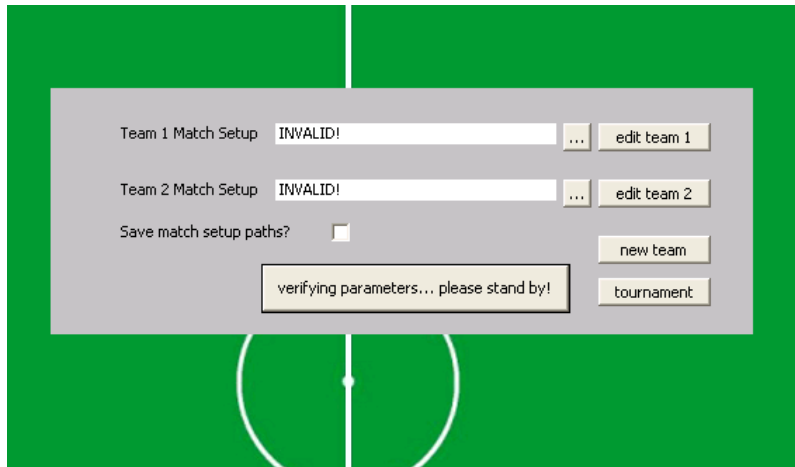 Team 1 Match Setup INVALID! ... edit team 1
Team 2 Match Setup INVALID! ... edit team 2
Save match setup paths?
new team
verifying parameters... please stand by!
tournament